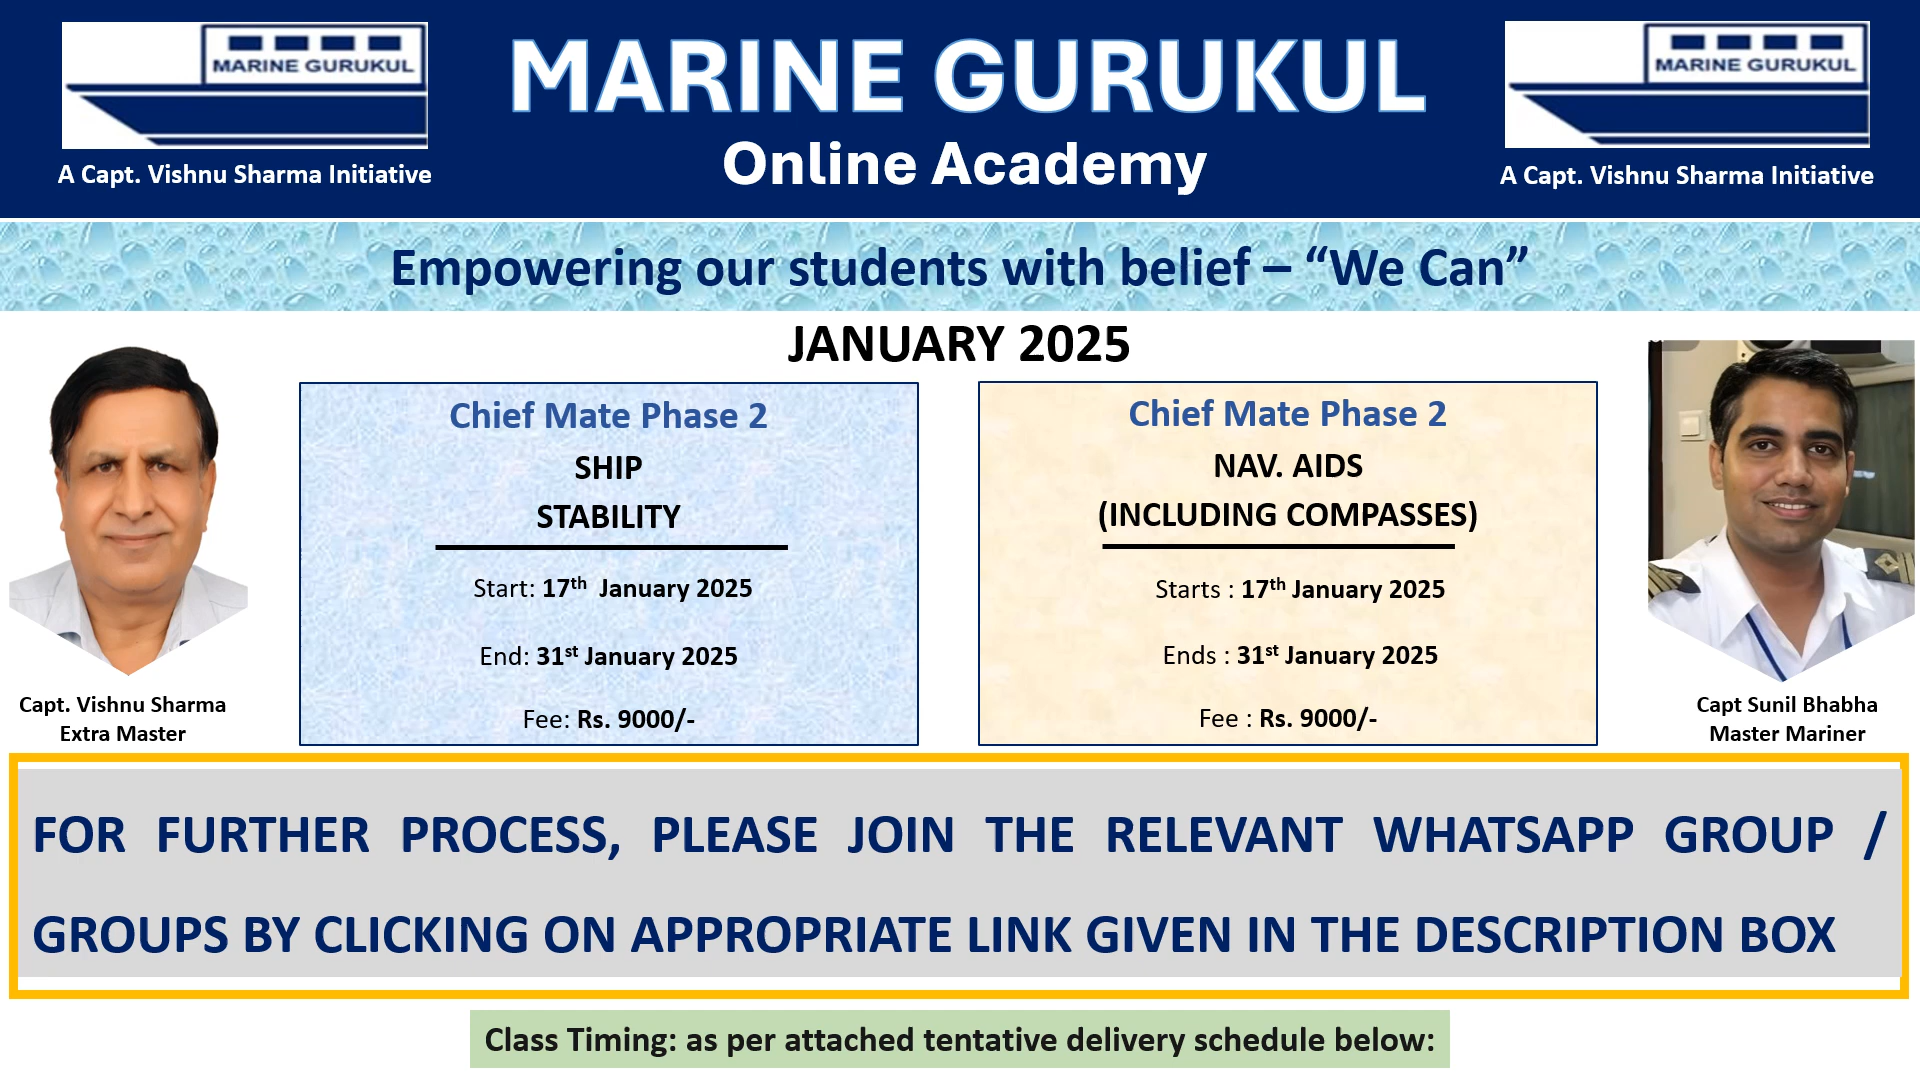 MARINE GURUKUL
A Capt. Vishnu Sharma Initiative
MARINE GURUKUL
Online Academy
MARINE GURUKUL
A Capt. Vishnu Sharma Initiative
Empowering our students with belief – “We Can”
JANUARY 2025
Capt. Vishnu Sharma
Extra Master
Chief Mate Phase 2
SHIP
STABILITY
Start: 17th January 2025
End: 31st January 2025
Fee: Rs. 9000/-
Chief Mate Phase 2
NAV. AIDS
(INCLUDING COMPASSES)
Starts : 17th January 2025
Ends : 31st January 2025
Fee : Rs. 9000/-
Capt Sunil Bhabha
Master Mariner
FOR FURTHER PROCESS, PLEASE JOIN THE RELEVANT WHATSAPP GROUP /
GROUPS BY CLICKING ON APPROPRIATE LINK GIVEN IN THE DESCRIPTION BOX
Class Timing: as per attached tentative delivery schedule below: